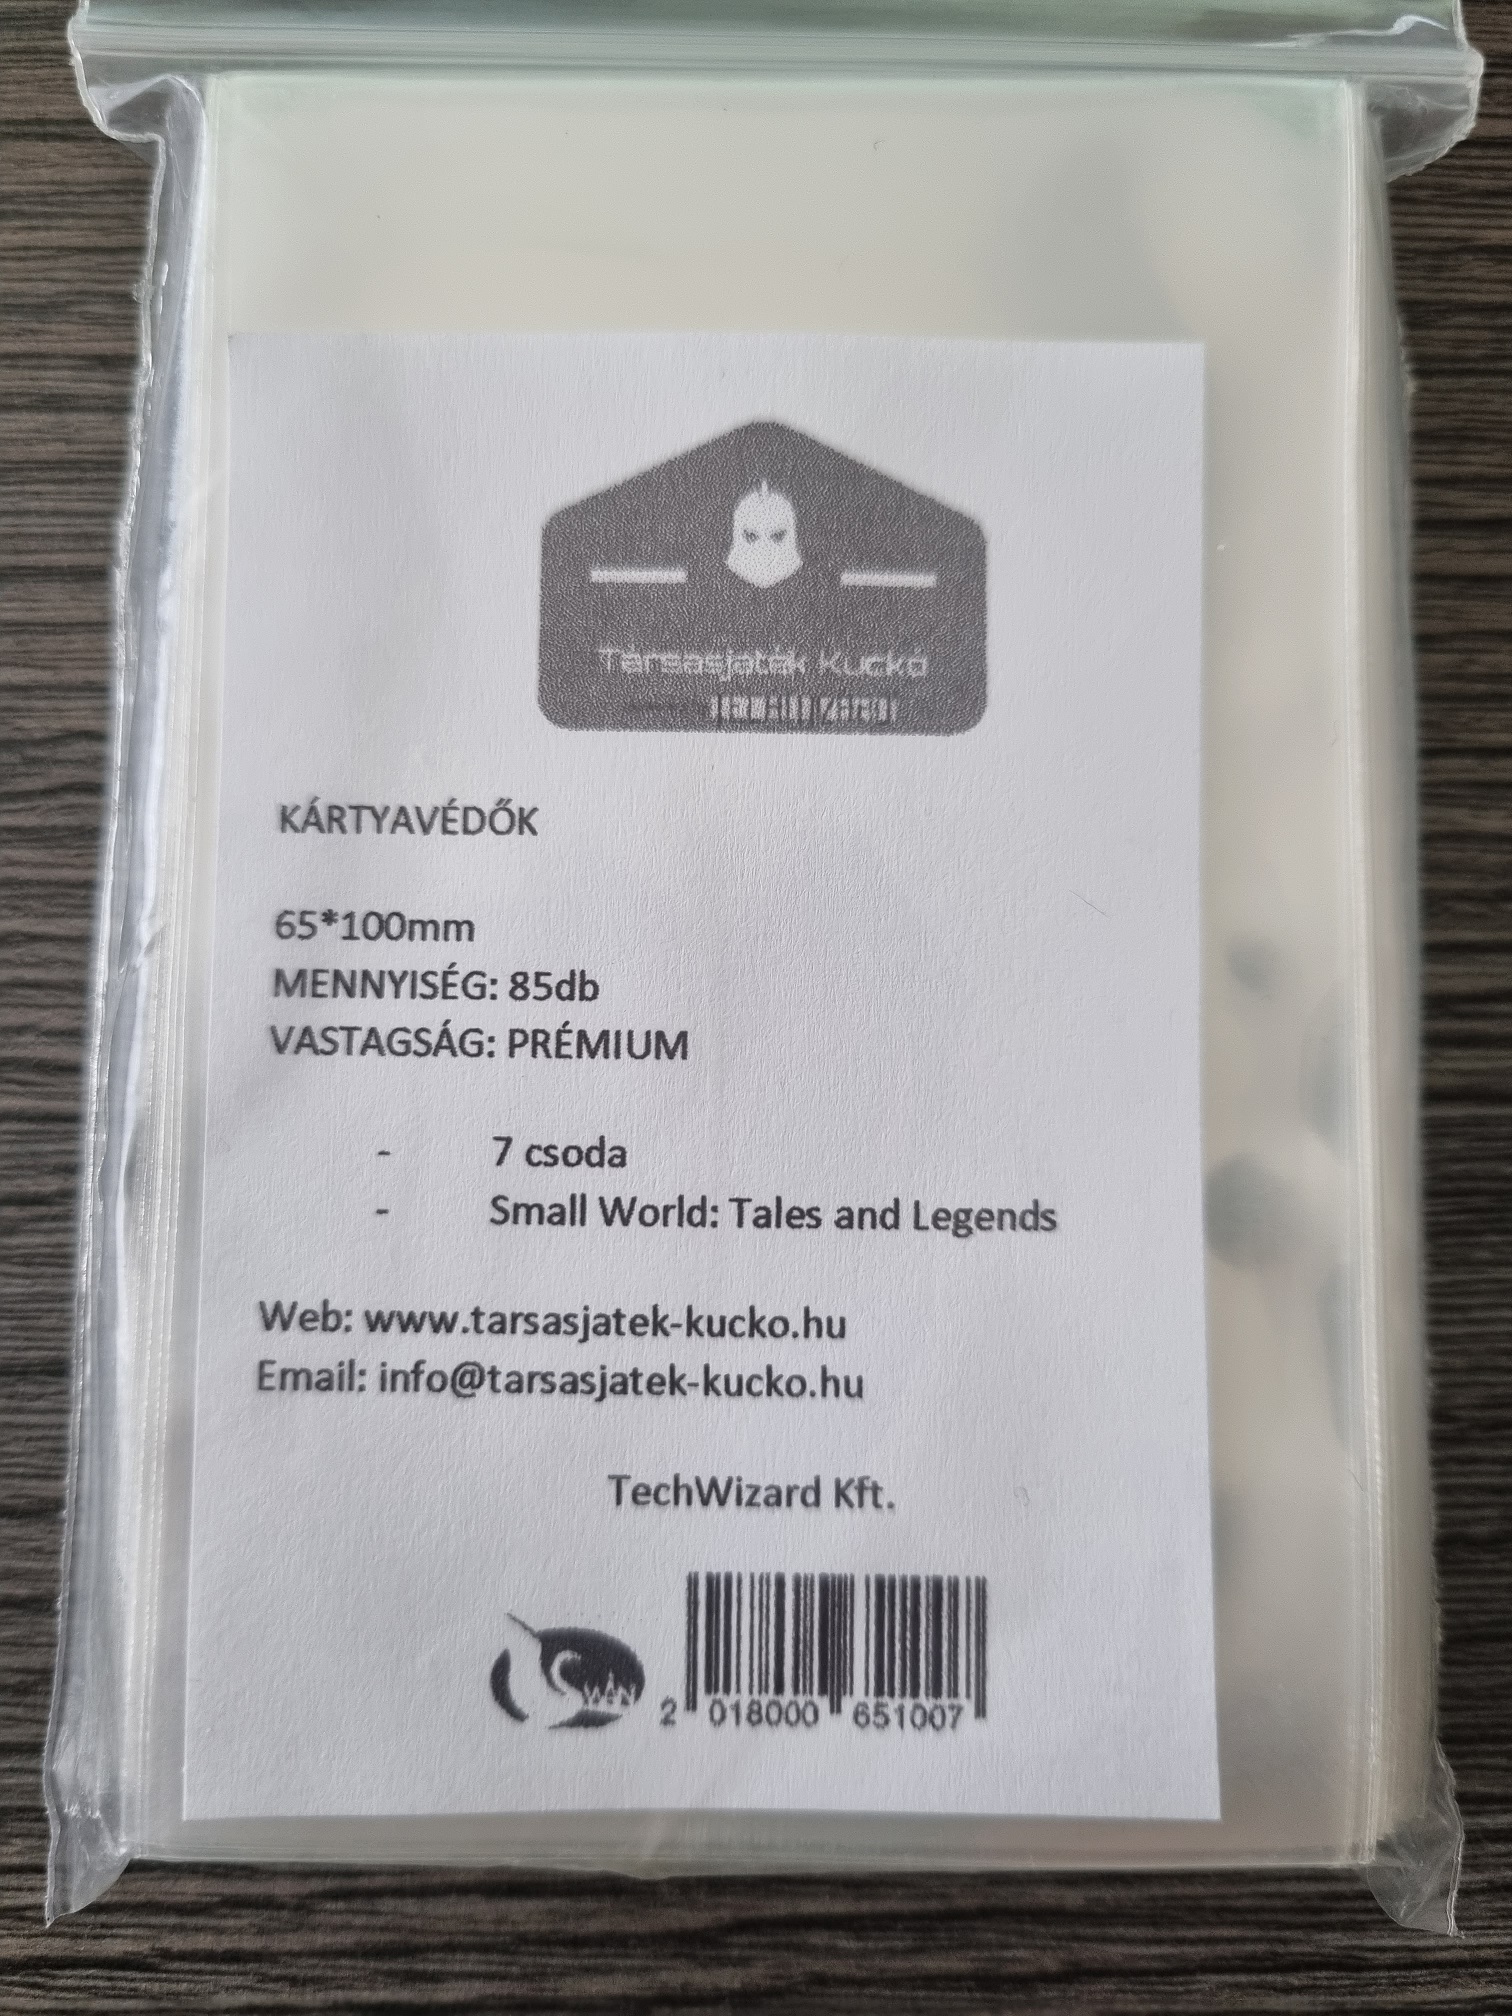 Társasjáték Kuckó
KÁRTYAVÉDŐK
65*100mm
MENNYISÉG: 85db
VASTAGSÁG: PRÉMIUM
- 7 csoda
- Small World: Tales and Legends
Web: www.tarsasjatek-kucko.hu
Email: info@tarsasjatek-kucko.hu
TechWizard Kft.
2 018000 651007